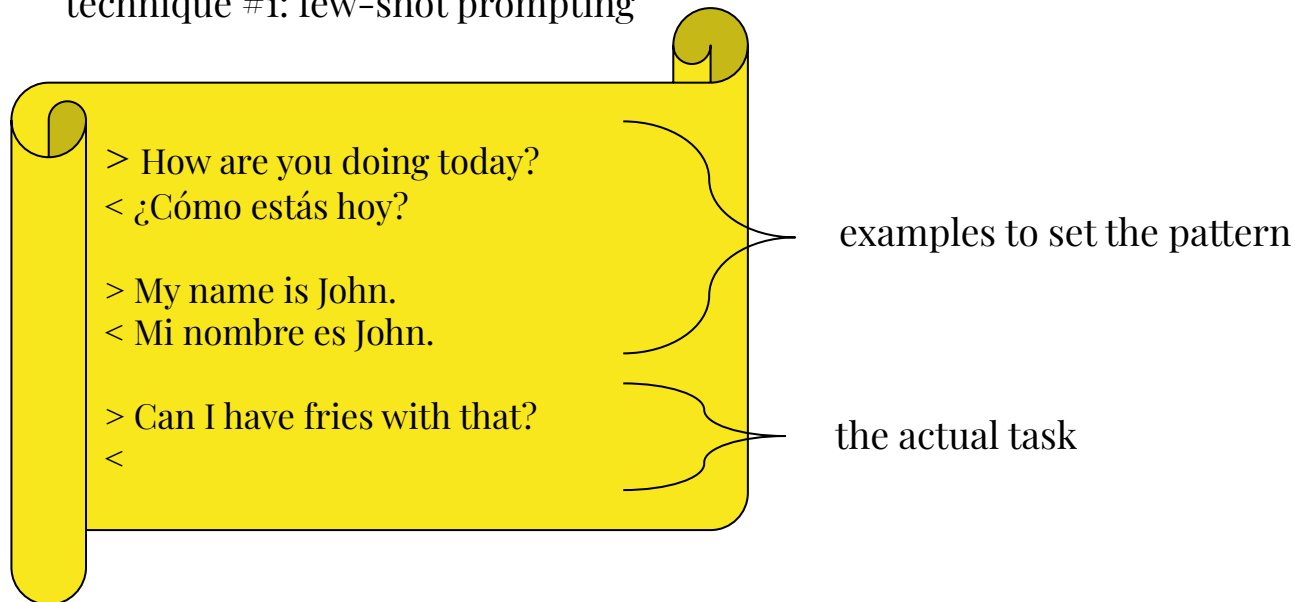 technique #1: few-shot prompting
> How are you doing today?
< ¿Cómo estás hoy?
> My name is John.
< Mi nombre es John.
examples to set the pattern
> Can I have fries with that?
<
the actual task